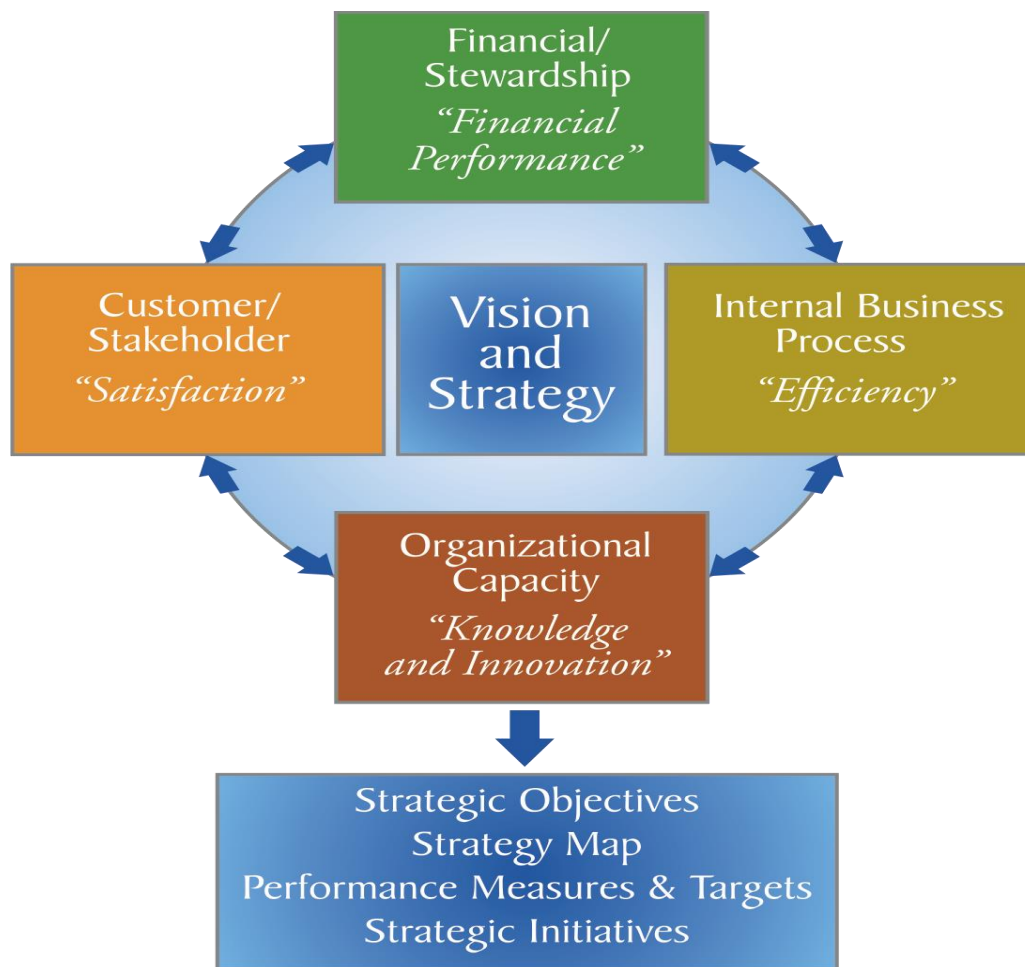 Financial/
Stewardship
“Financial
Performance”
Customer/
Stakeholder
“Satisfaction”
Vision
and
Strategy
Internal Business
Process
“Efficiency”
Organizational
Capacity
“Knowledge
and Innovation”
Strategic Objectives
Strategy Map
Performance Measures & Targets
Strategic Initiatives